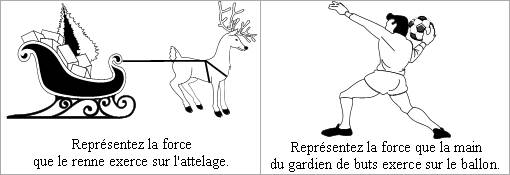 Représentez la force
que le renne exerce sur l'attelage.
Représentez la force que la main
du gardien de buts exerce sur le ballon.